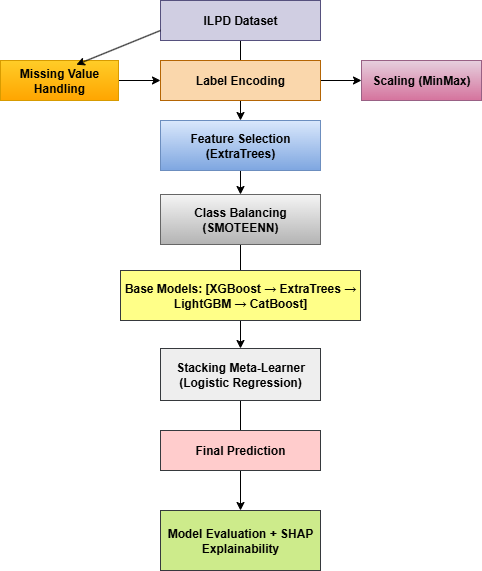 ILPD Dataset
Missing Value
Handling
Label Encoding
Scaling (MinMax)
Feature Selection
(ExtraTrees)
Class Balancing
(SMOTEENN)
Base Models: [XGBoost → ExtraTrees →
LightGBM → CatBoost]
Stacking Meta-Learner
(Logistic Regression)
Final Prediction
Model Evaluation + SHAP
Explainability